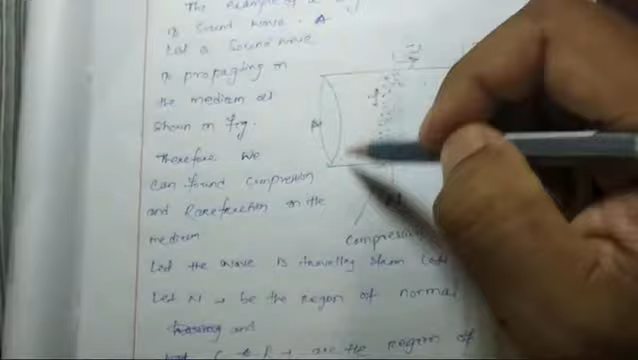 The example of a
is sound wave. A
Let a Sound wave
is propagating in
the medium as
shown in fig.
Therefore we
can found compression
and Rarefraction in the
medium
N
Compression
Let the wave is travelling from
Let N → be the region of normal
and
are the region of